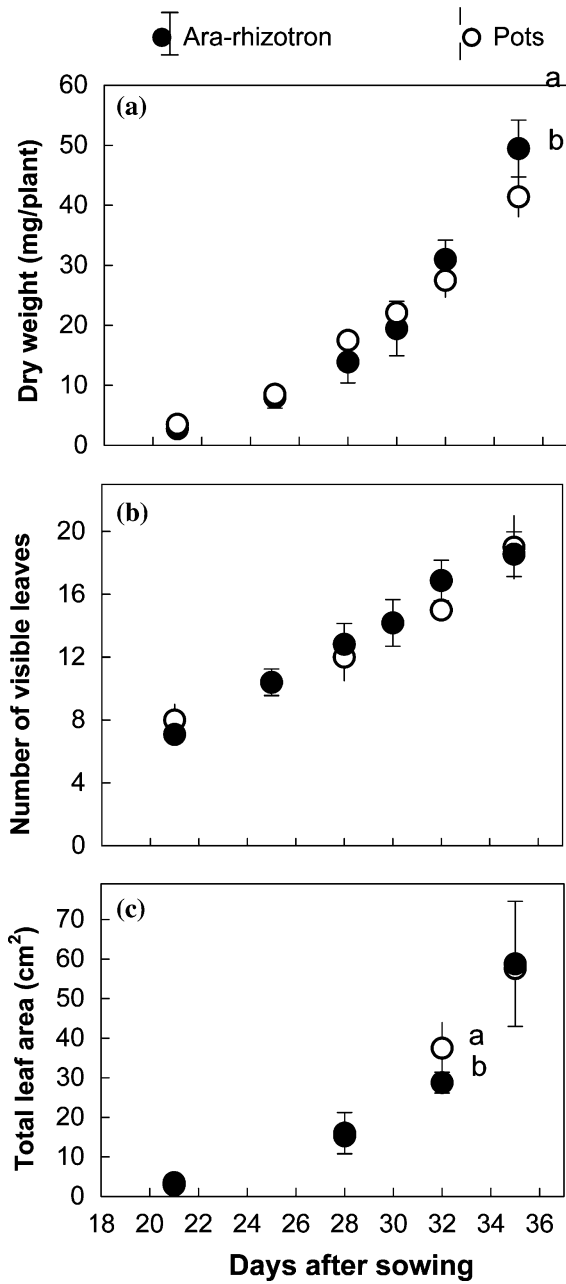 Ara-rhizotron Pots
(a)
Dry weight (mg/plant)
60
50
40
30
20
10
0
a
b
(b)
Number of visible leaves
20
16
12
8
4
0
(c)
Total leaf area (cm²)
70
60
50
40
30
20
10
0
a
b
18 20 22 25 28 30 32 34 36
Days after sowing